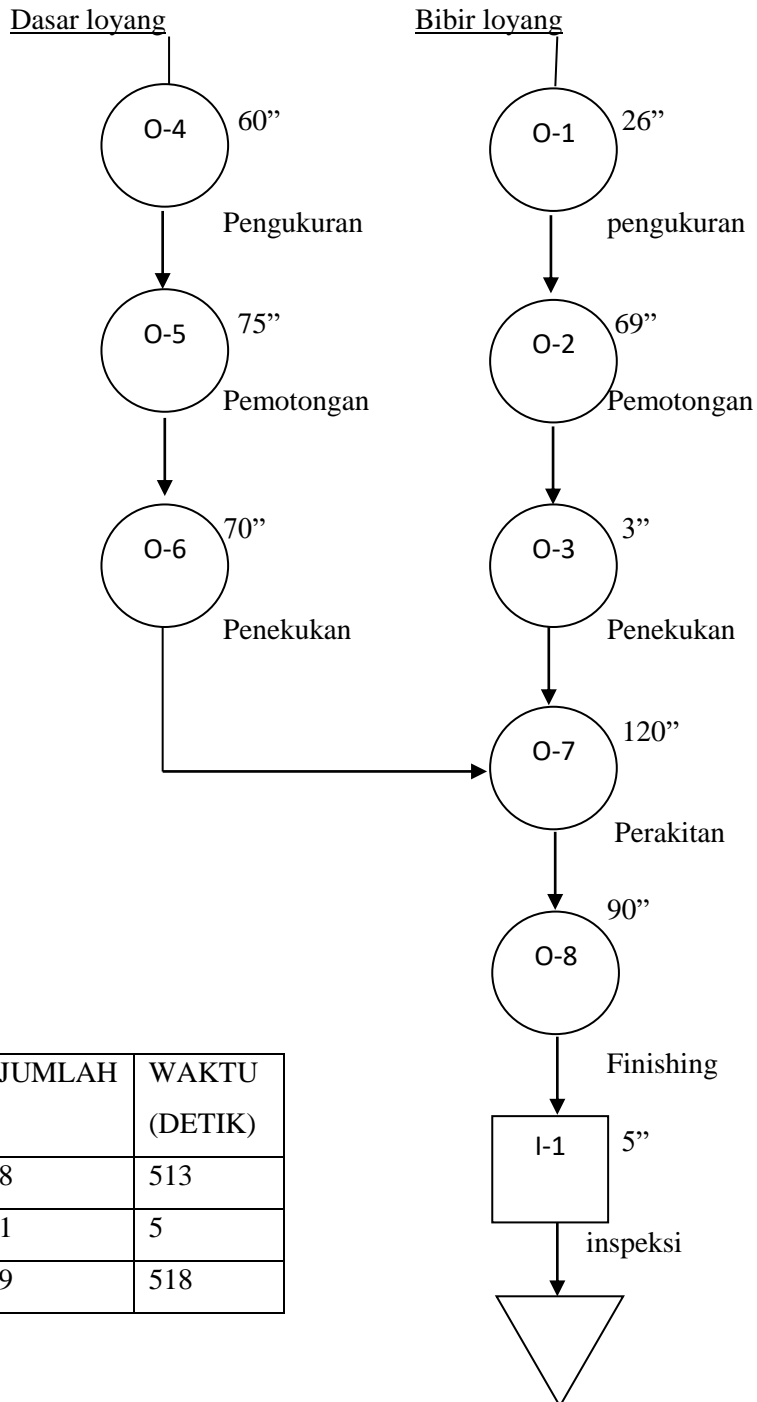 Dasar loyang
Bibir loyang
O-4
60”
Pengukuran
O-5
75”
Pemotongan
O-6
70”
Penekukan
O-1
26”
pengukuran
O-2
69”
Pemotongan
O-3
3”
Penekukan
O-7
120”
Perakitan
O-8
90”
Finishing
I-1
5”
inspeksi
JUMLAH WAKTU
(DETIK)
8 513
1 5
9 518